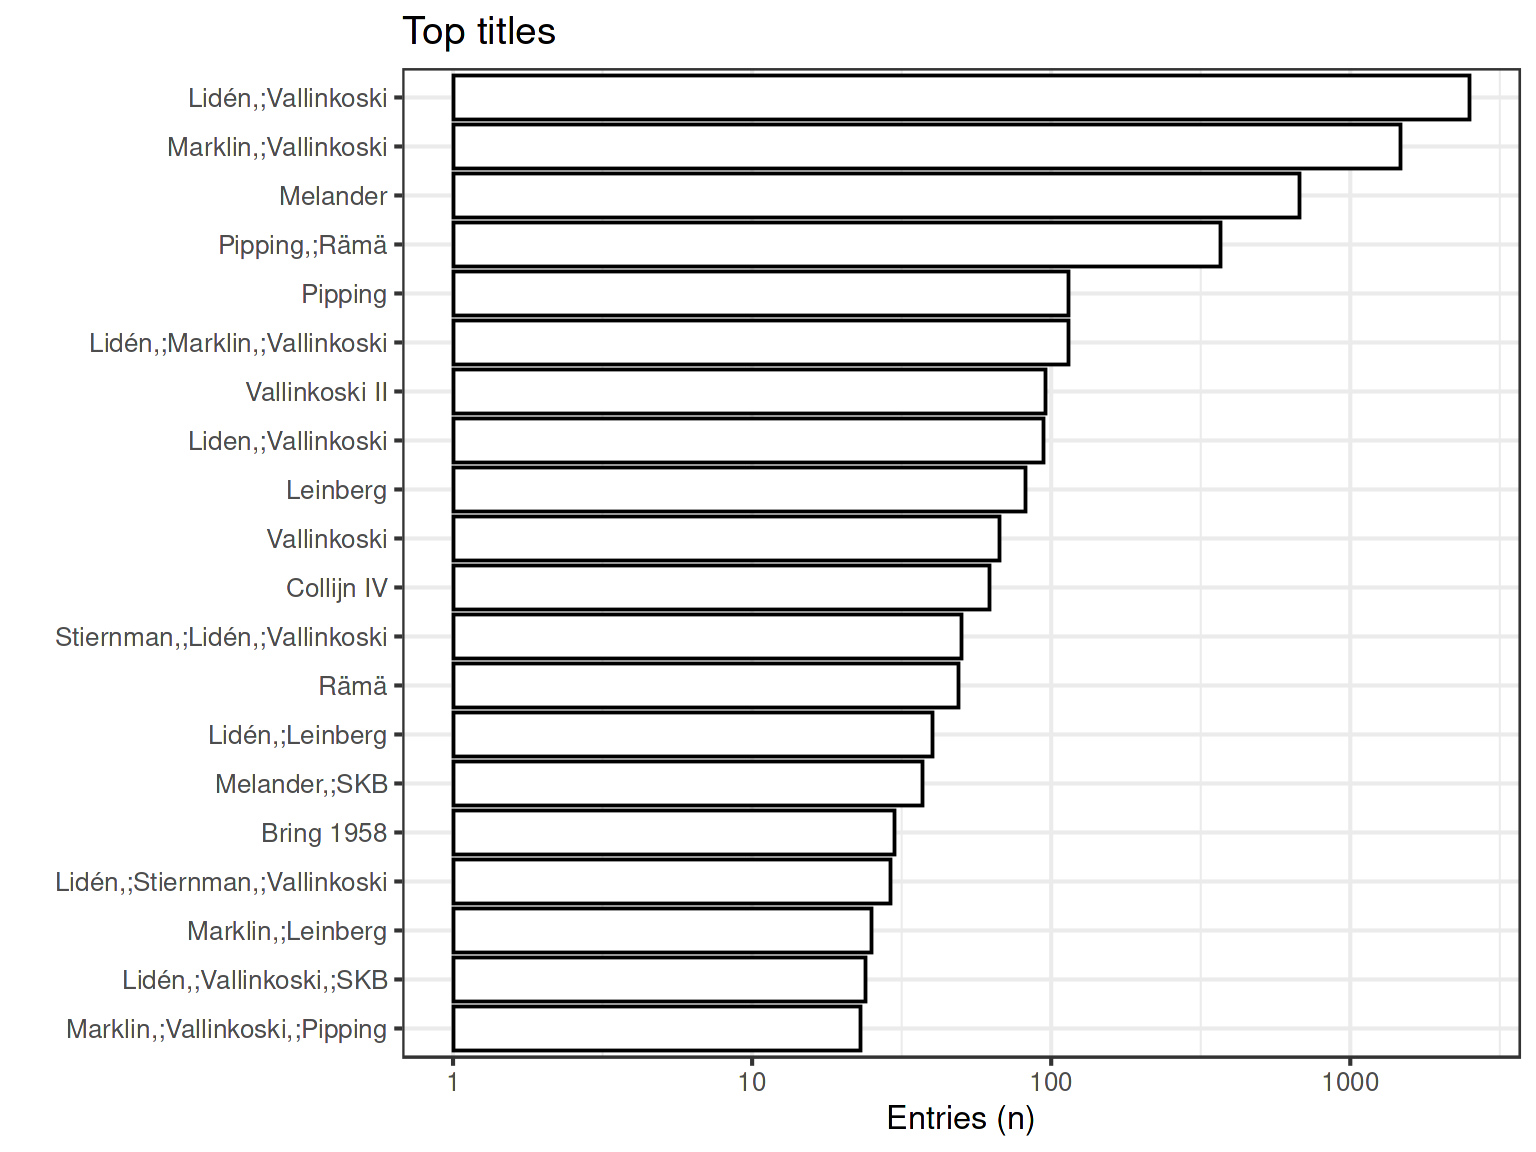 Top titles
Lidén,;Vallinkoski
Marklin,;Vallinkoski
Melander
Pipping,;Rämä
Pipping
Lidén,;Marklin,;Vallinkoski
Vallinkoski II
Liden,;Vallinkoski
Leinberg
Vallinkoski
Collijn IV
Stiernman,;Lidén,;Vallinkoski
Rämä
Lidén,;Leinberg
Melander,;SKB
Bring 1958
Lidén,;Stiernman,;Vallinkoski
Marklin,;Leinberg
Lidén,;Vallinkoski,;SKB
Marklin,;Vallinkoski,;Pipping
1 10 100 1000
Entries (n)